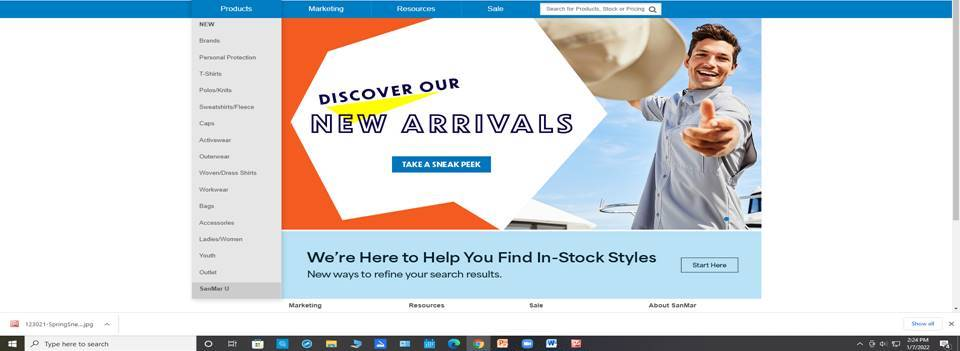 Products
Marketing
Resources
Sale
Search for Products, Stock or Pricing
NEW
Brands
Personal Protection
T-Shirts
Polos/Knits
Sweatshirts/Fleece
Caps
Activewear
Outerwear
Woven/Dress Shirts
Workwear
Bags
Accessories
Ladies/Women
Youth
Outlet
SanMar U
DISCOVER OUR
NEW ARRIVALS
TAKE A SNEAK PEEK
We're Here to Help You Find In-Stock Styles
New ways to refine your search results.
Start Here
Marketing
Resources
Sale
About SanMar
123021-SpringSne....jpg
Show all
Type here to search
2:24 PM
1/7/2022